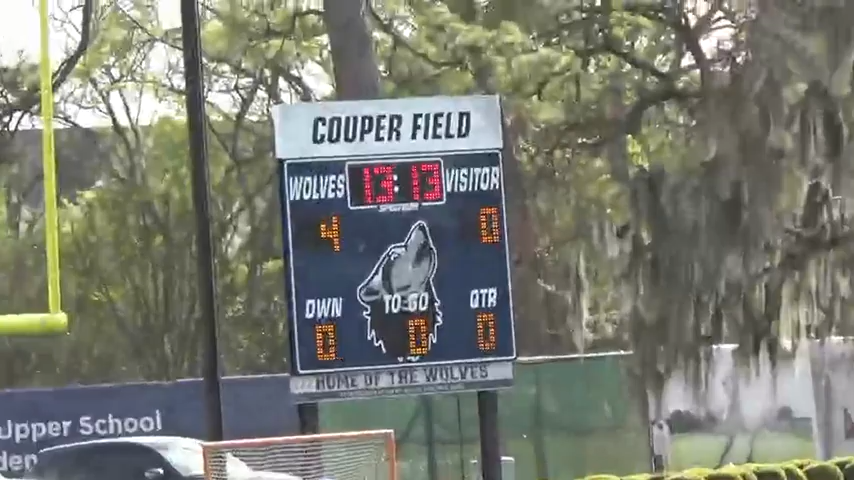 COUPER FIELD
WOLVES 13:13 VISITOR
4 0
DWN TO GO QTR
0 0 0
HOME OF THE WOLVES
Upper School